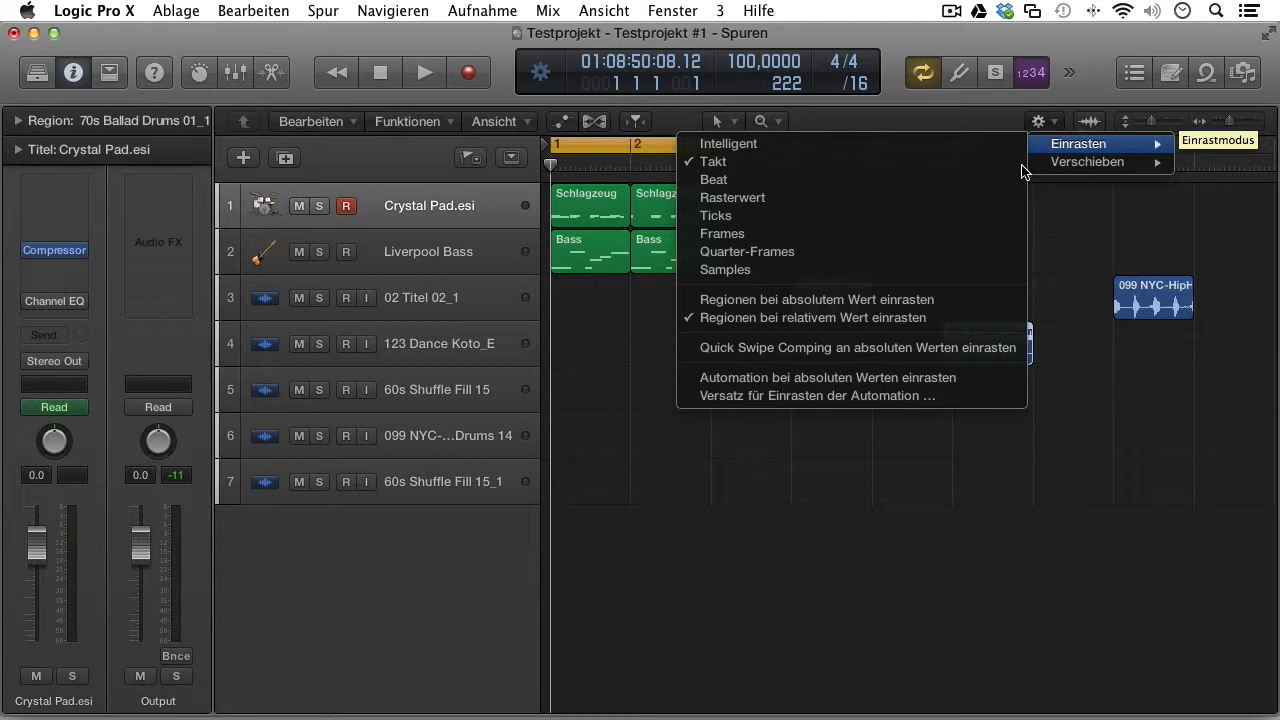 Logic Pro X Ablage Bearbeiten Spur Navigieren Aufnahme Mix Ansicht Fenster 3 Hilfe
Testprojekt - Testprojekt #1 - Spuren
01:08:50:08.12 100,0000 4/4
1 1 1 1 222 /16
1234
Region: 70s Ballad Drums 01_1
Titel: Crystal Pad.esi
Bearbeiten Funktionen Ansicht
1 2
Einrasten
Verschieben
Einrastmodus
Intelligent
Takt
Beat
Rasterwert
Ticks
Frames
Quarter-Frames
Samples
Regionen bei absolutem Wert einrasten
Regionen bei relativem Wert einrasten
Quick Swipe Comping an absoluten Werten einrasten
Automation bei absoluten Werten einrasten
Versatz für Einrasten der Automation ...
1 M S R Crystal Pad.esi
2 M S R Liverpool Bass
3 M S R I 02 Titel 02_1
4 M S R I 123 Dance Koto_E
5 M S R I 60s Shuffle Fill 15
6 M S R I 099 NYC-...Drums 14
7 M S R I 60s Shuffle Fill 15_1
Schlagzeug
Bass Bass
099 NYC-HipH
Compressor
Audio FX
Channel EQ
Send
Stereo Out
Read Read
0.0 0.0 -11
Bnce
M S M S
Crystal Pad.esi Output